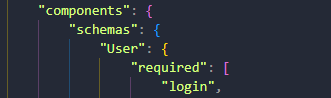 "components": {
"schemas": {
"User": {
"required": [
"login",